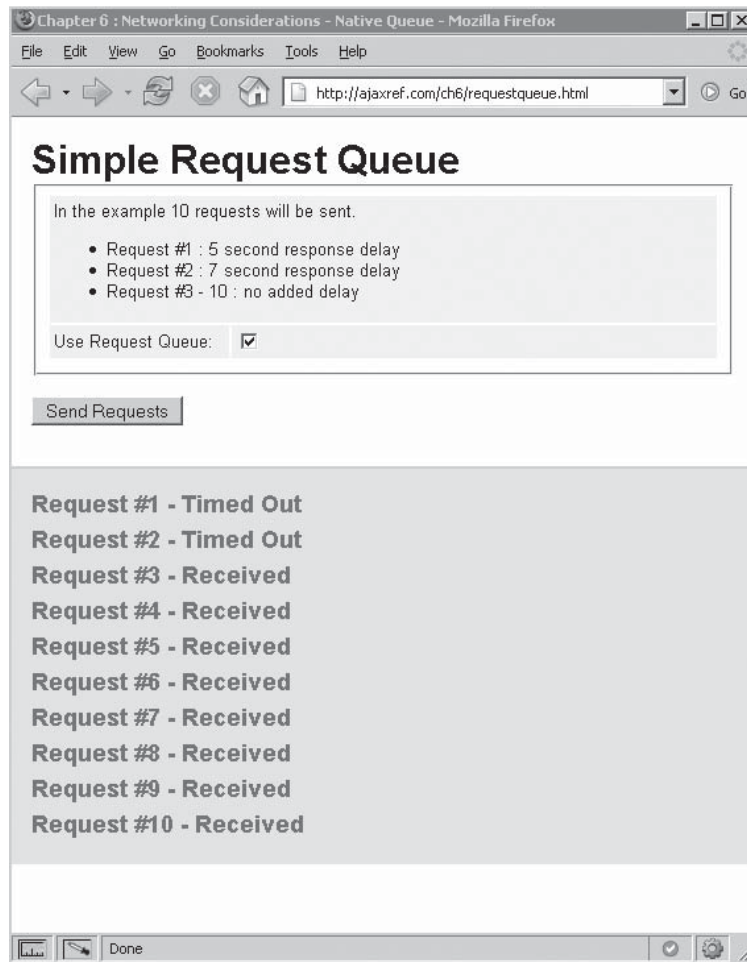 Chapter 6 : Networking Considerations - Native Queue - Mozilla Firefox
File Edit View Go Bookmarks Tools Help
http://ajaxref.com/ch6/requestqueue.html Go
Simple Request Queue
In the example 10 requests will be sent.
• Request #1 : 5 second response delay
• Request #2 : 7 second response delay
• Request #3 - 10 : no added delay
Use Request Queue:
Send Requests
Request #1 - Timed Out
Request #2 - Timed Out
Request #3 - Received
Request #4 - Received
Request #5 - Received
Request #6 - Received
Request #7 - Received
Request #8 - Received
Request #9 - Received
Request #10 - Received
Done